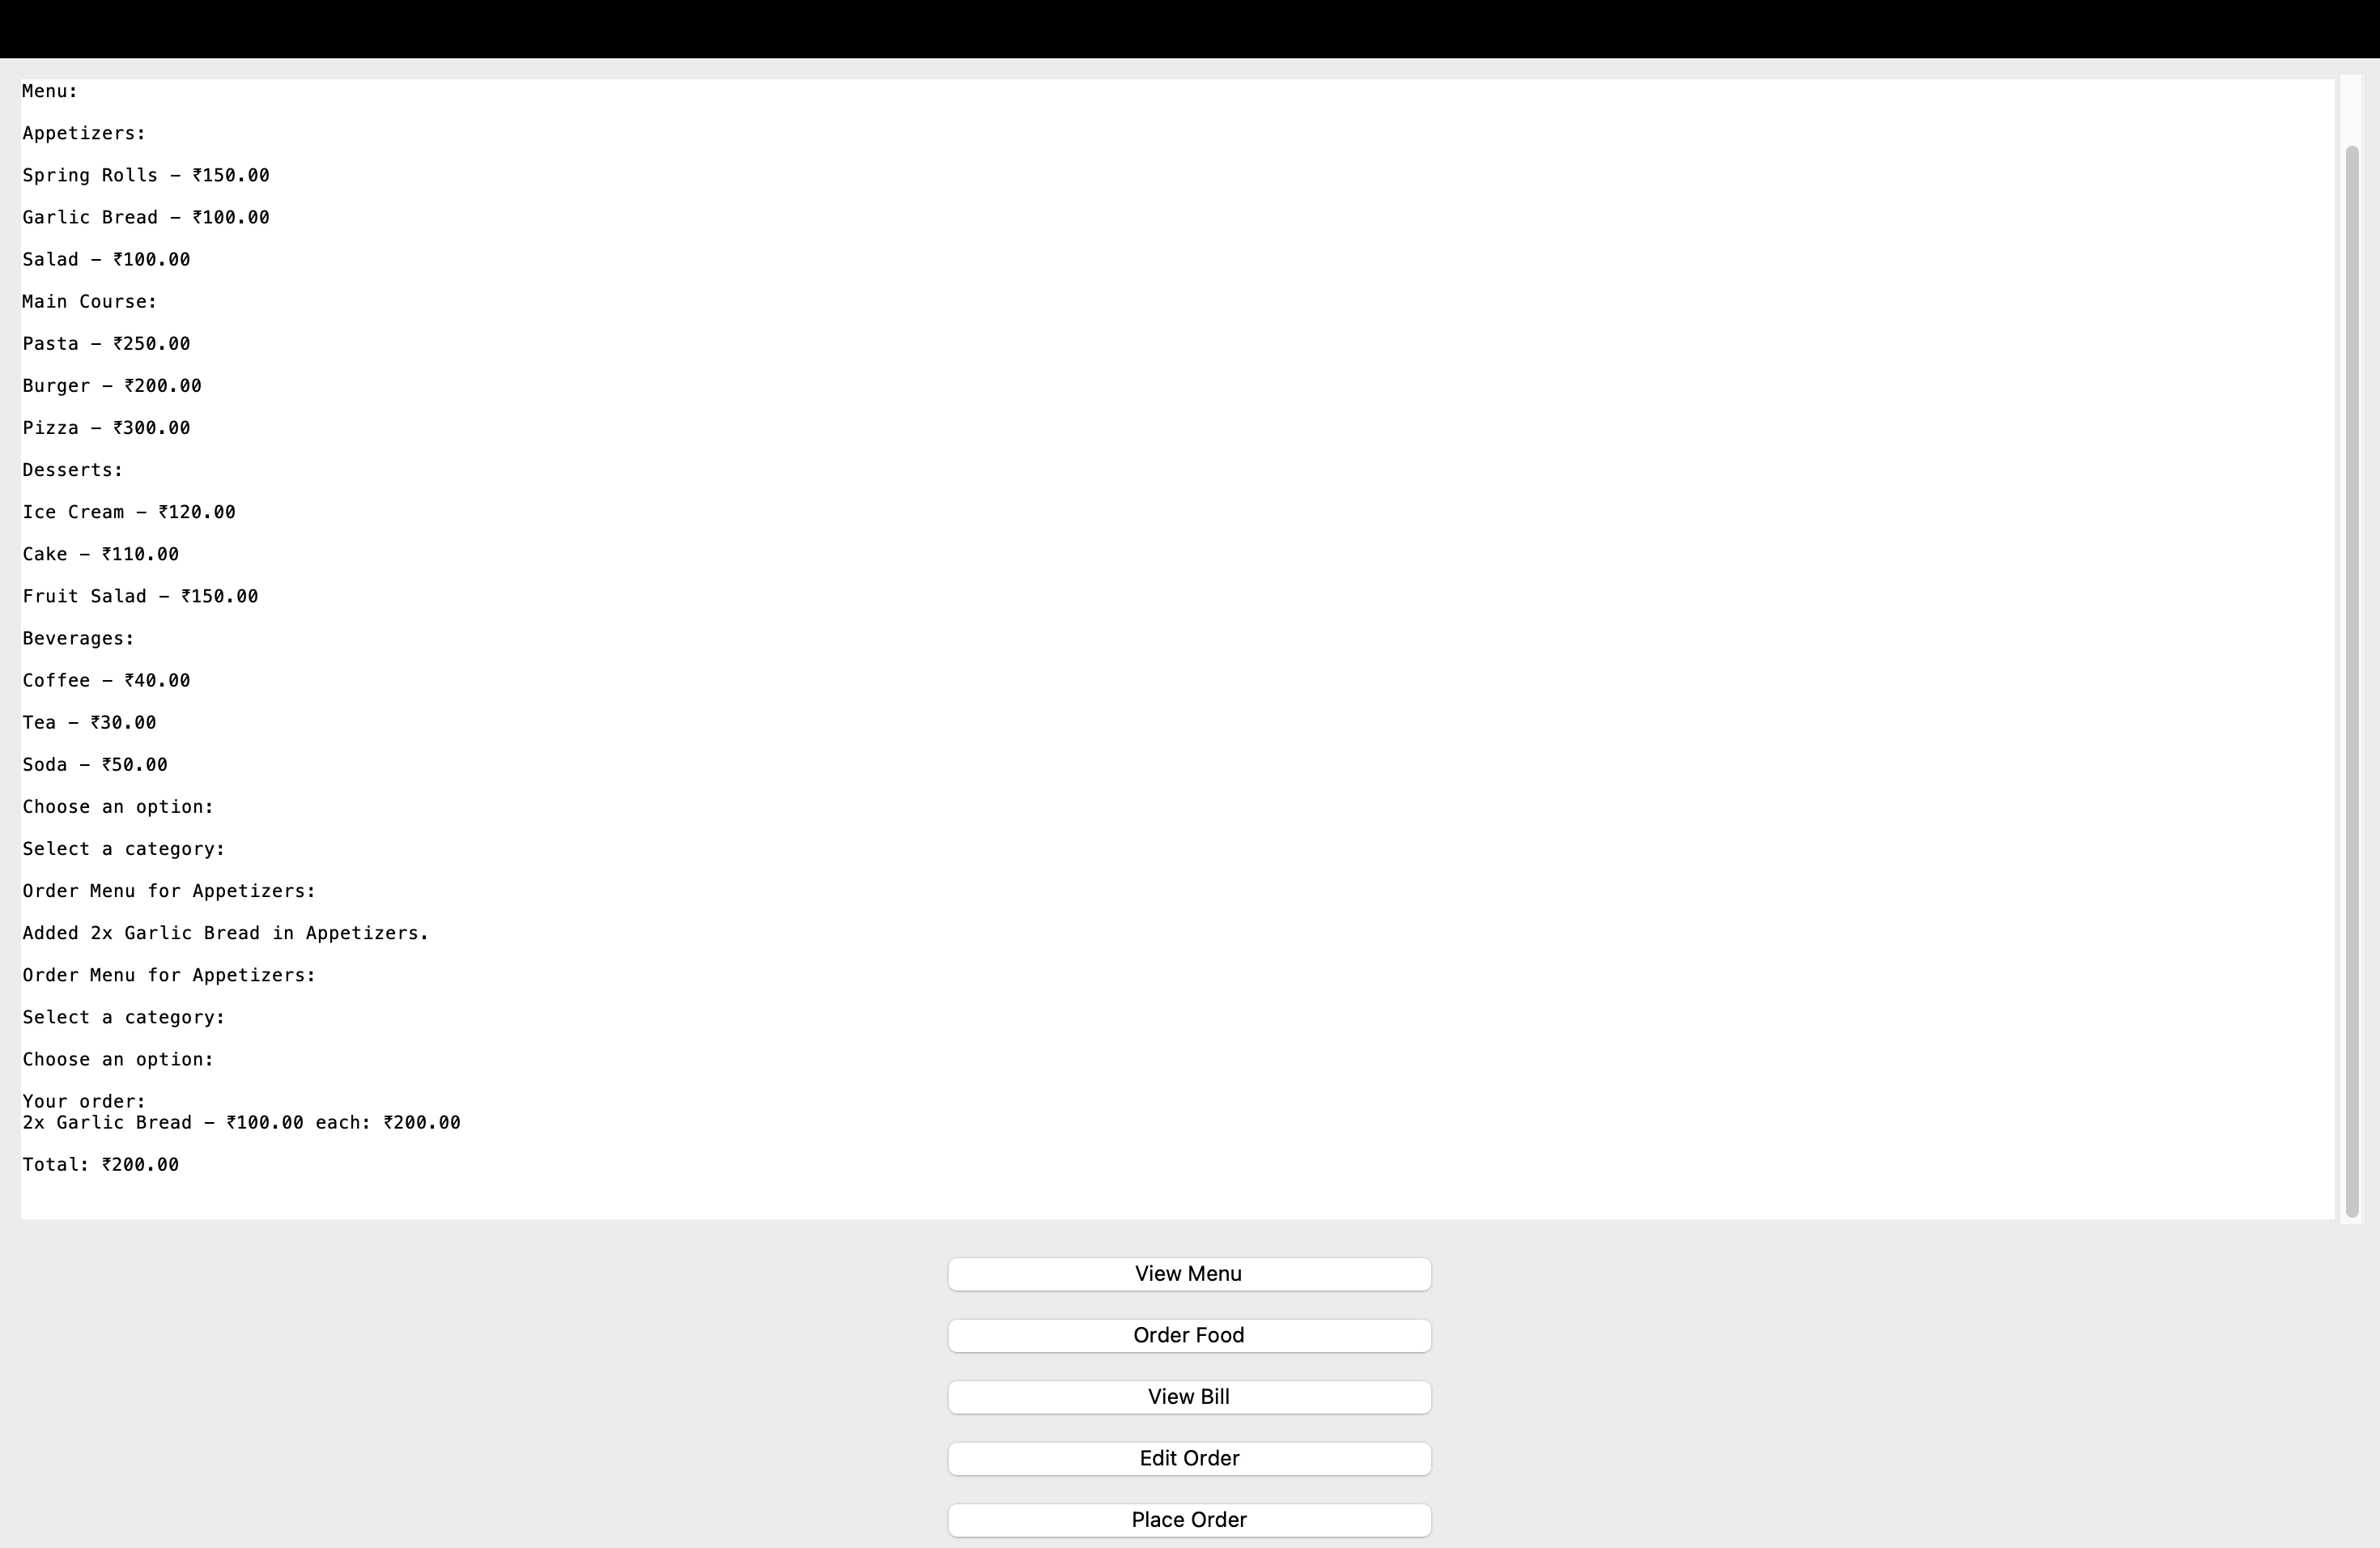 Menu:
Appetizers:
Spring Rolls – ₹150.00
Garlic Bread – ₹100.00
Salad – ₹100.00
Main Course:
Pasta – ₹250.00
Burger – ₹200.00
Pizza – ₹300.00
Desserts:
Ice Cream – ₹120.00
Cake – ₹110.00
Fruit Salad – ₹150.00
Beverages:
Coffee – ₹40.00
Tea – ₹30.00
Soda – ₹50.00
Choose an option:
Select a category:
Order Menu for Appetizers:
Added 2x Garlic Bread in Appetizers.
Order Menu for Appetizers:
Select a category:
Choose an option:
Your order:
2x Garlic Bread – ₹100.00 each: ₹200.00
Total: ₹200.00
View Menu
Order Food
View Bill
Edit Order
Place Order